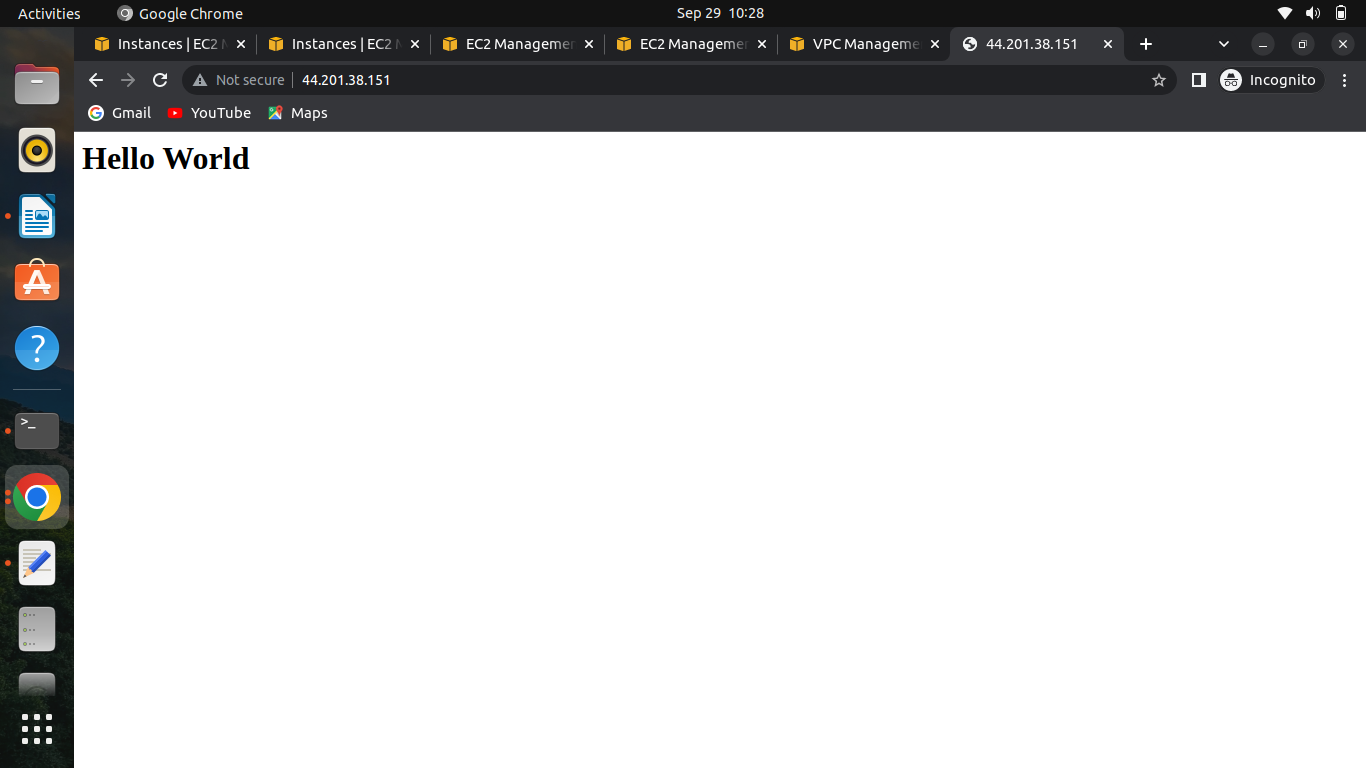 Activities Google Chrome Sep 29 10:28
Instances | EC2 M Instances | EC2 M EC2 Managemen EC2 Managemen VPC Manageme 44.201.38.151
Not secure 44.201.38.151 Incognito
Gmail YouTube Maps
Hello World